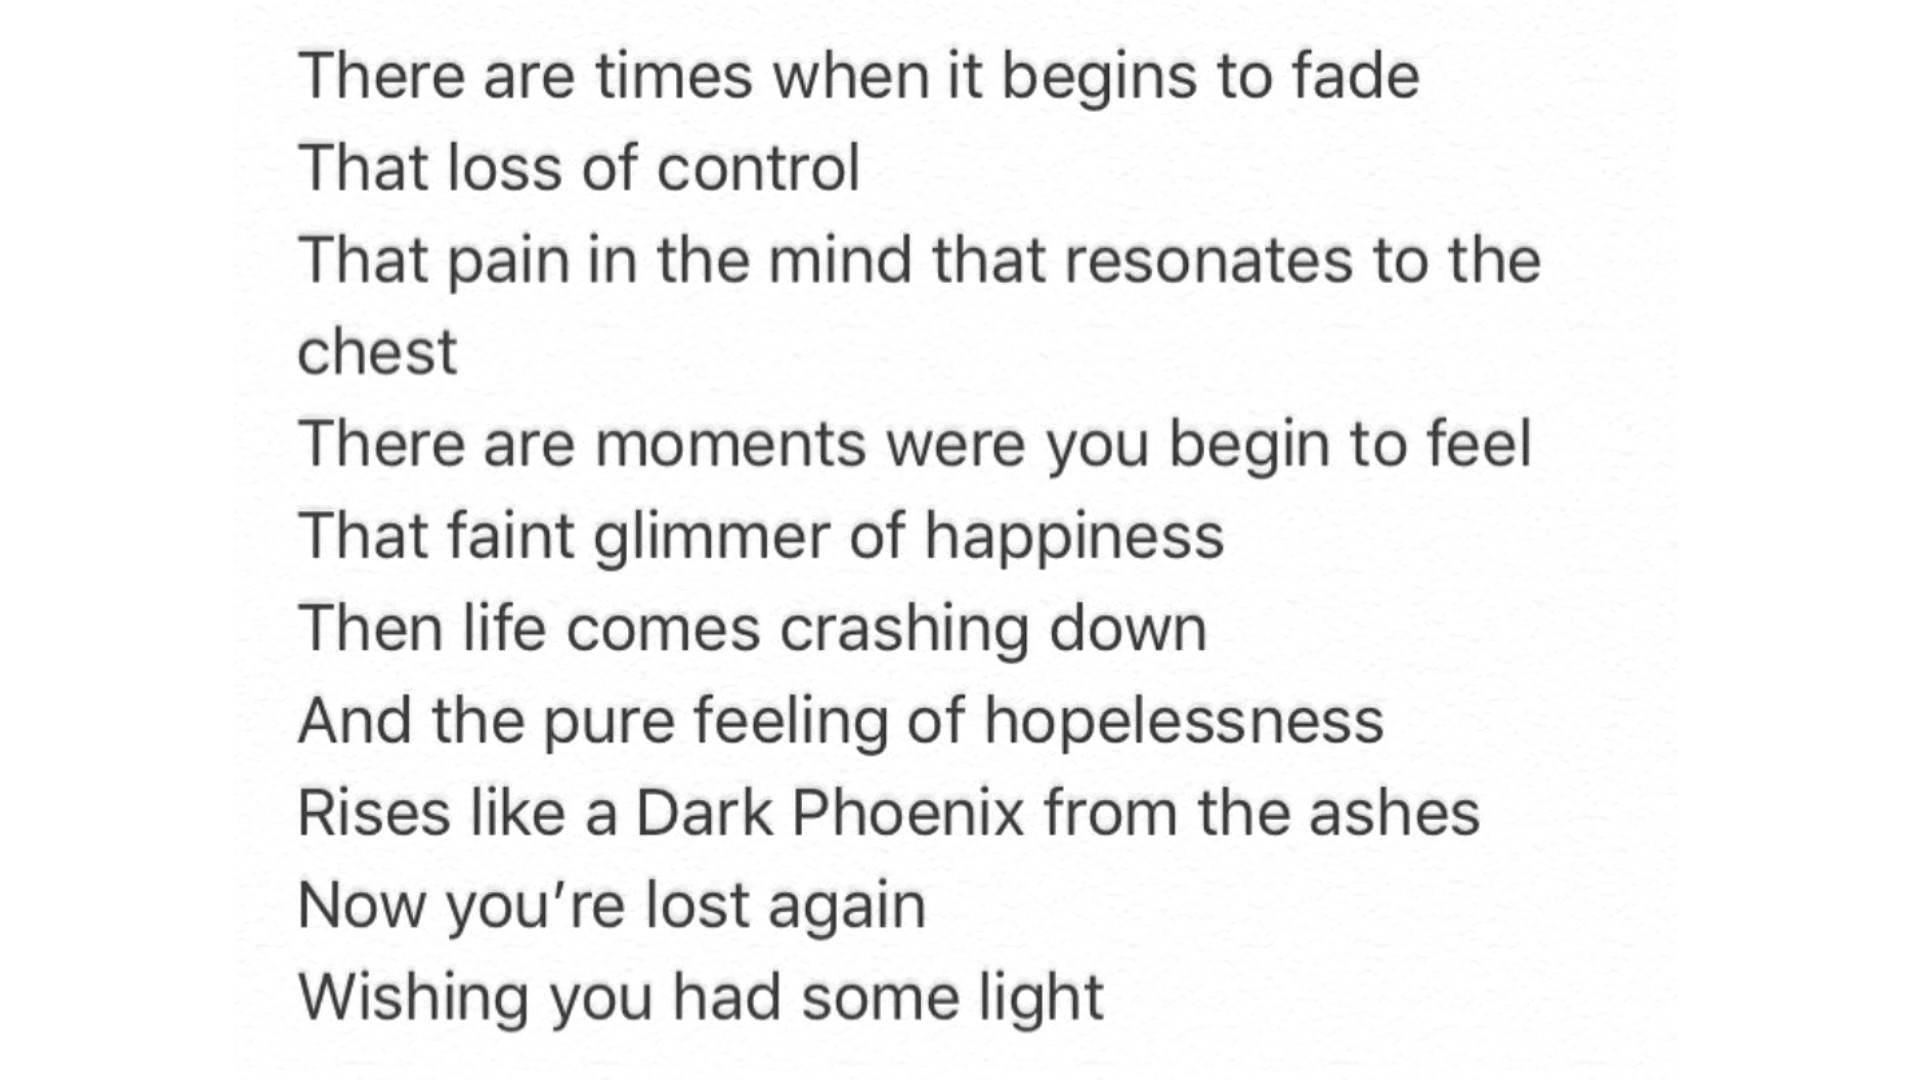 There are times when it begins to fade
That loss of control
That pain in the mind that resonates to the
chest
There are moments were you begin to feel
That faint glimmer of happiness
Then life comes crashing down
And the pure feeling of hopelessness
Rises like a Dark Phoenix from the ashes
Now you’re lost again
Wishing you had some light